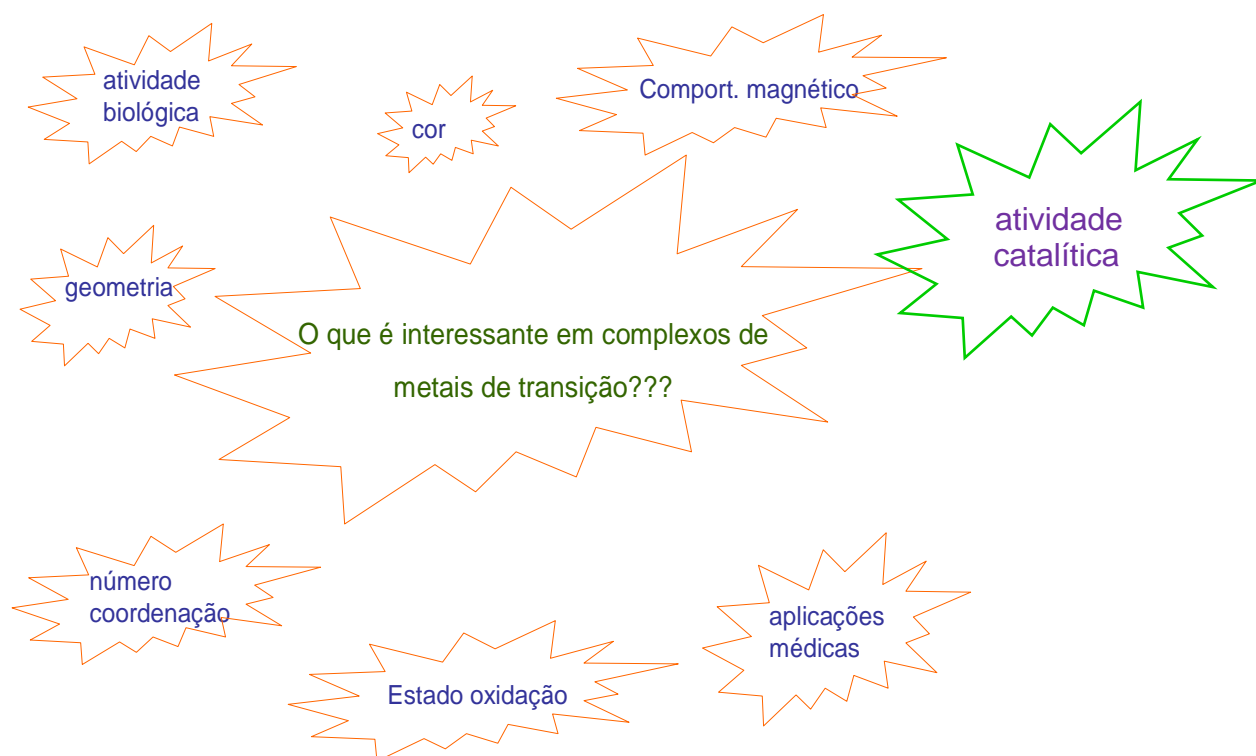 atividade
biológica
cor
Comport. magnético
atividade
catalítica
geometria
O que é interessante em complexos de
metais de transição???
número
coordenação
aplicações
médicas
Estado oxidação